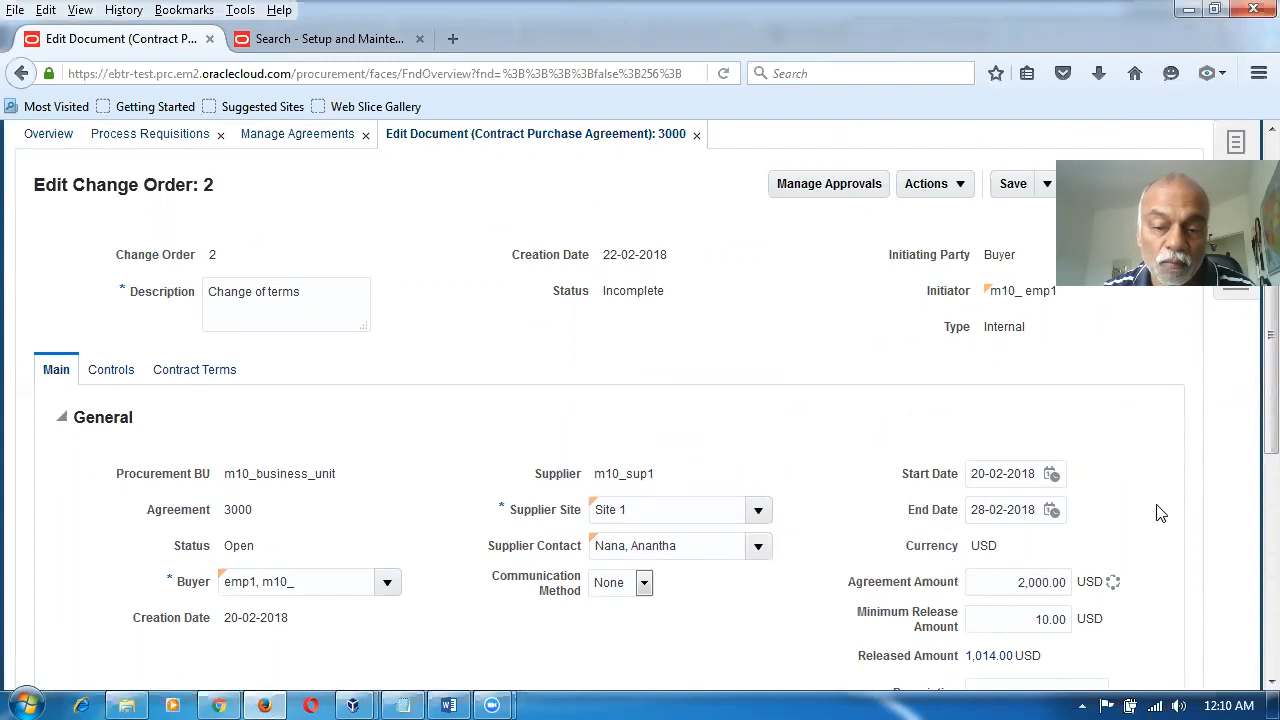 File Edit View History Bookmarks Tools Help
Edit Document (Contract P... × Search - Setup and Mainte... × +
https://ebtr-test.prc.em2.oraclecloud.com/procurement/faces/FndOverview?fnd=%3B%3B%3B%3Bfalse%3B256%3B Search
Most Visited Getting Started Suggested Sites Web Slice Gallery
Overview Process Requisitions × Manage Agreements × Edit Document (Contract Purchase Agreement): 3000 ×
Edit Change Order: 2 Manage Approvals Actions Save
Change Order 2 Creation Date 22-02-2018 Initiating Party Buyer
* Description Change of terms Status Incomplete Initiator m10_ emp1
Type Internal
Main Controls Contract Terms
General
Procurement BU m10_business_unit Supplier m10_sup1 Start Date 20-02-2018
Agreement 3000 * Supplier Site Site 1 End Date 28-02-2018
Status Open Supplier Contact Nana, Anantha Currency USD
* Buyer emp1, m10_ Communication Method None Agreement Amount 2,000.00 USD
Creation Date 20-02-2018 Minimum Release Amount 10.00 USD
Released Amount 1,014.00 USD
12:10 AM